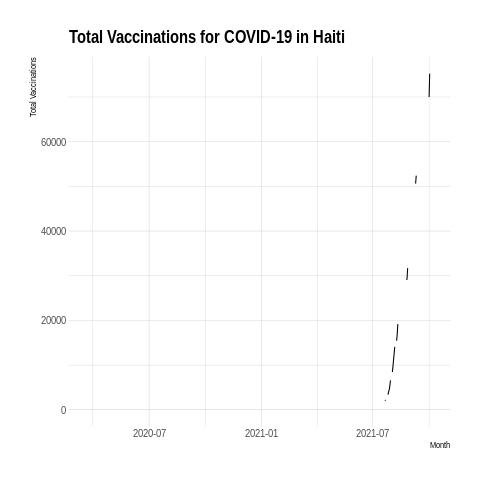 Total Vaccinations for COVID-19 in Haiti
Total Vaccinations
60000
40000
20000
0
2020-07 2021-01 2021-07
Month